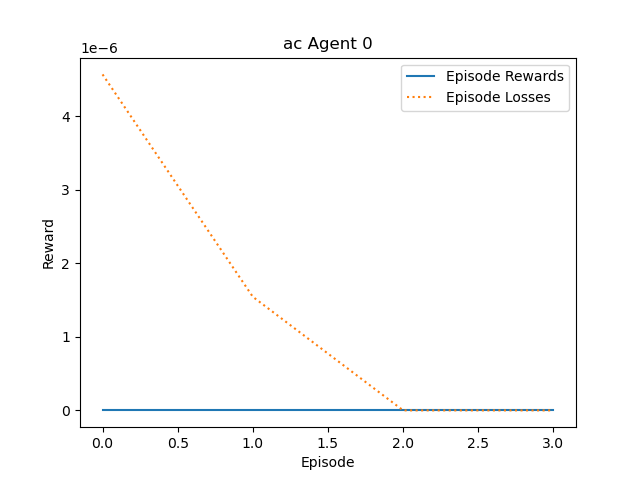 ac Agent 0
1e−6
Episode Rewards
Episode Losses
4
3
2
1
0
Reward
0.0 0.5 1.0 1.5 2.0 2.5 3.0
Episode